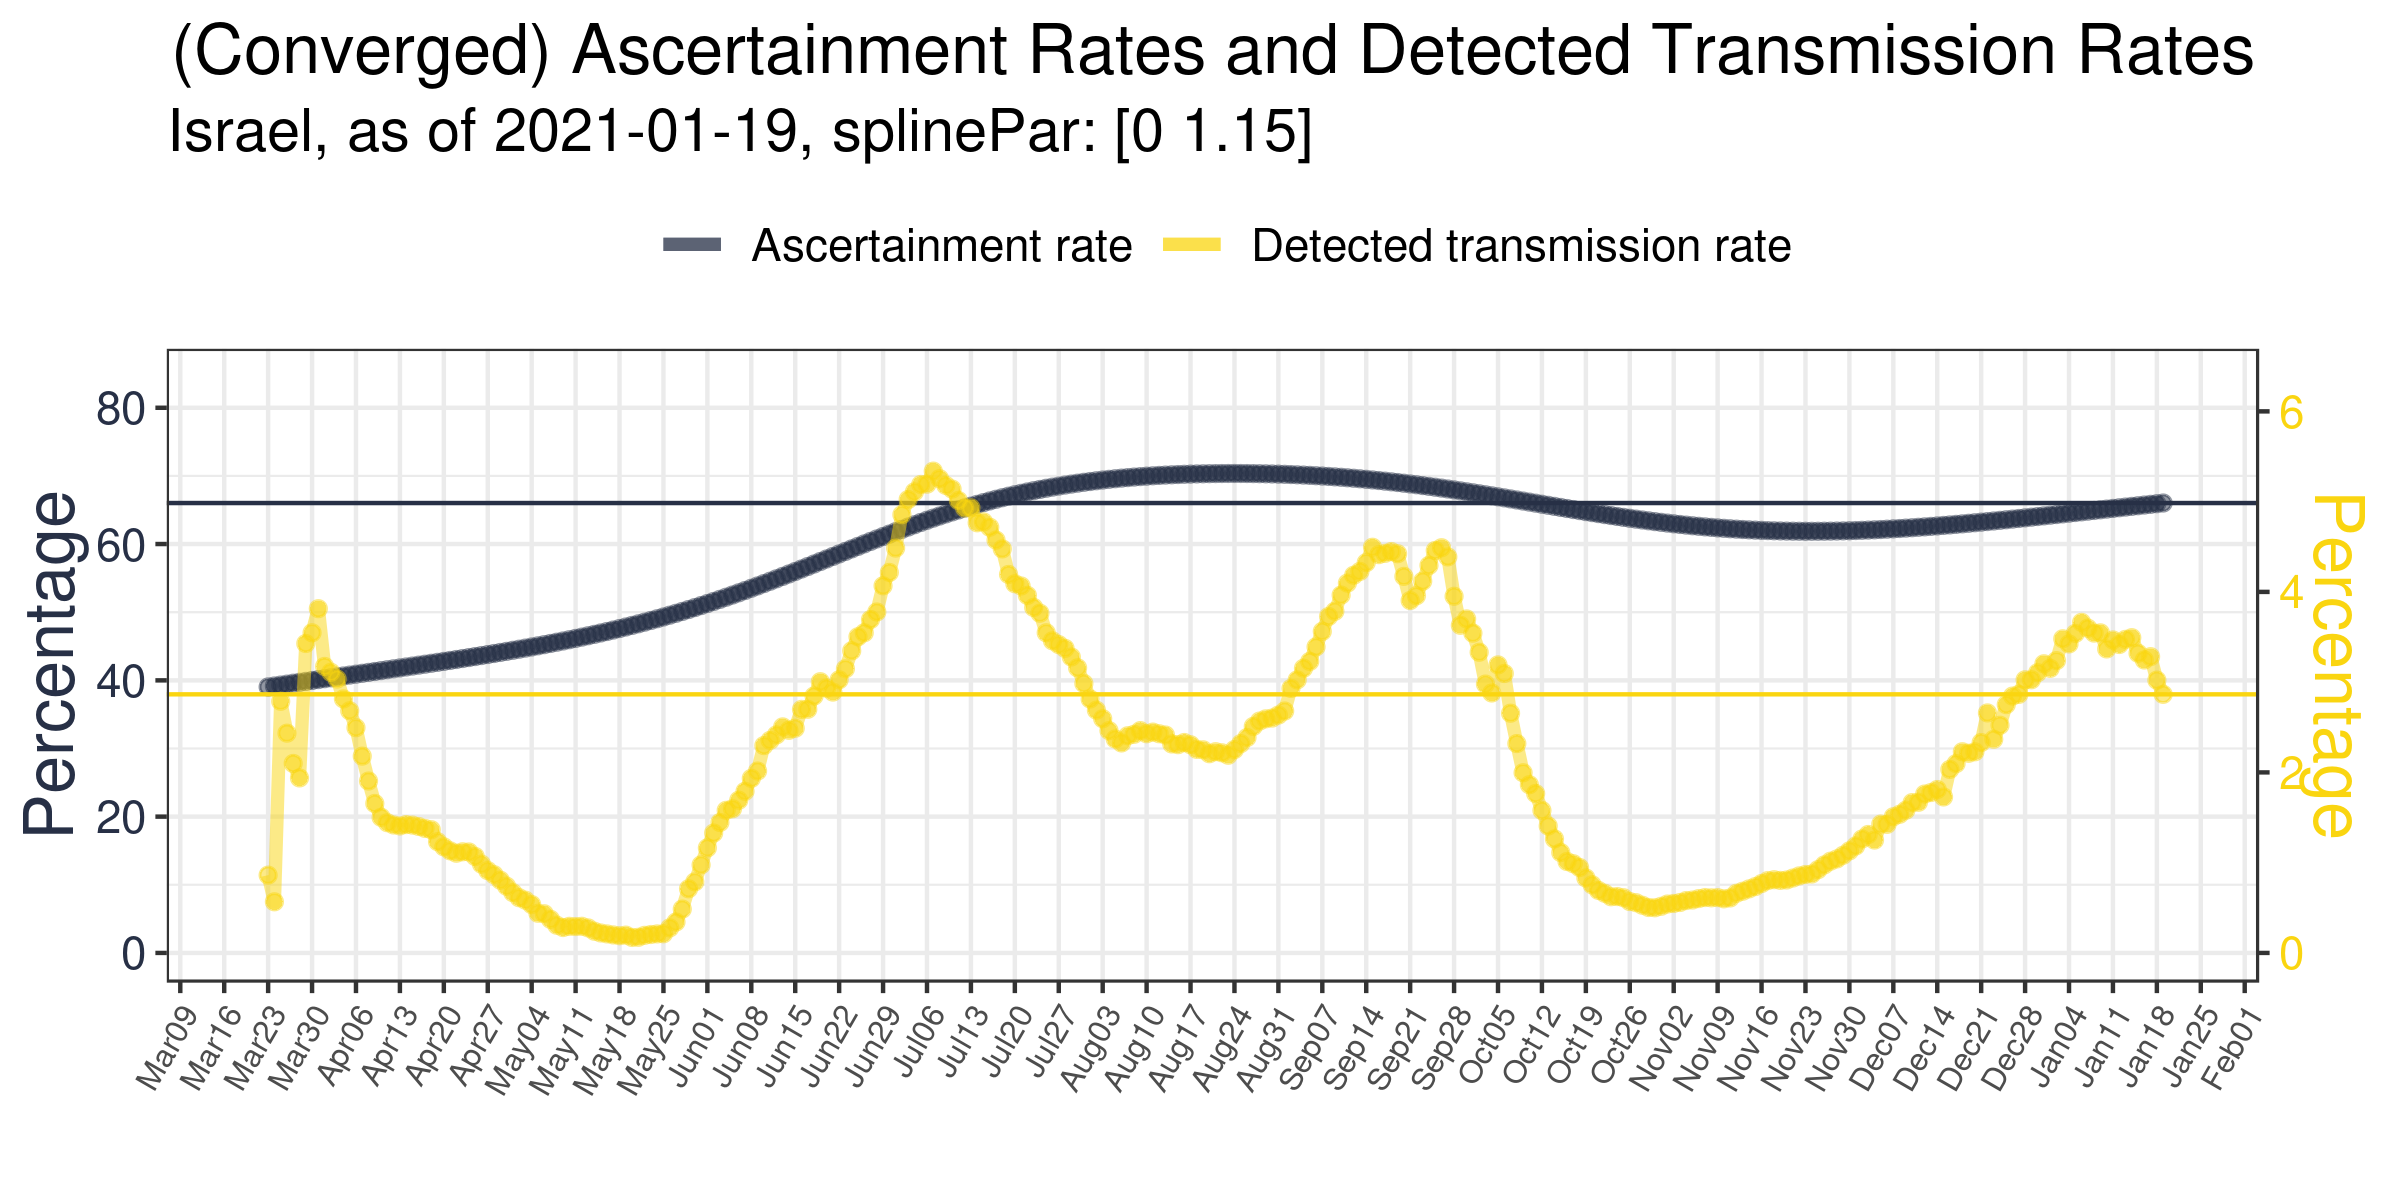 (Converged) Ascertainment Rates and Detected Transmission Rates
Israel, as of 2021-01-19, splinePar: [0 1.15]
Ascertainment rate Detected transmission rate
Percentage
80
60
40
20
0
6
4
2
0
Percentage
Mar09 Mar16 Mar23 Mar30 Apr06 Apr13 Apr20 Apr27 May04 May11 May18 May25 Jun01 Jun08 Jun15 Jun22 Jun29 Jul06 Jul13 Jul20 Jul27 Aug03 Aug10 Aug17 Aug24 Aug31 Sep07 Sep14 Sep21 Sep28 Oct05 Oct12 Oct19 Oct26 Nov02 Nov09 Nov16 Nov23 Nov30 Dec07 Dec14 Dec21 Dec28 Jan04 Jan11 Jan18 Jan25 Feb01